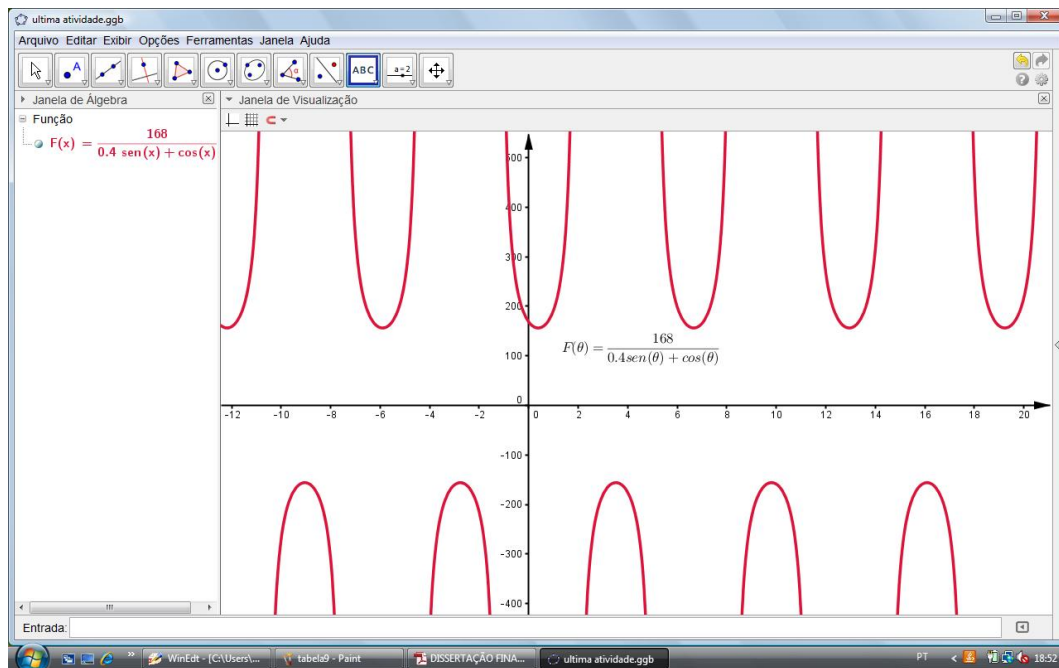 ultima atividade.ggb
Arquivo Editar Exibir Opções Ferramentas Janela Ajuda
A
ABC
a=2
Janela de Álgebra
Janela de Visualização
Função
F(x) = 168
0.4 sen(x) + cos(x)
500
400
300
200
F(θ) = 168
0.4sen(θ) + cos(θ)
100
0
-12 -10 -8 -6 -4 -2 0 2 4 6 8 10 12 14 16 18 20
-100
-200
-300
-400
Entrada:
WinEdt - [C:\Users\... tabela9 - Paint DISSERTAÇÃO FINA... ultima atividade.ggb PT < 18:52